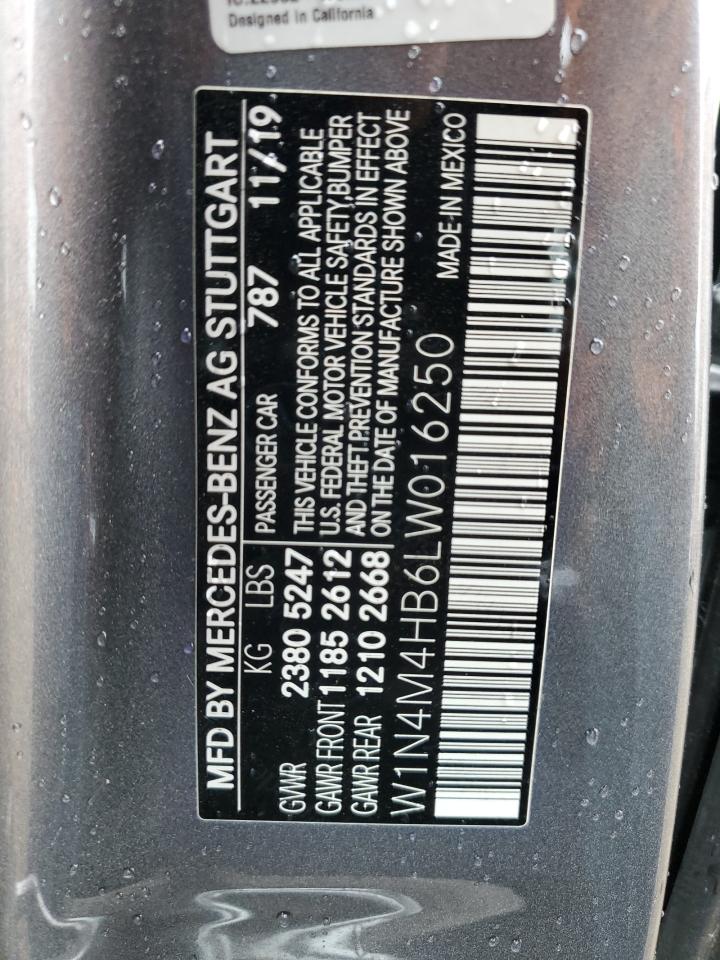 Designed in California
MFD BY MERCEDES-BENZ AG STUTTGART
KG LBS
GVWR 2380 5247
GAWR FRONT 1185 2612
GAWR REAR 1210 2668
787 11/19
PASSENGER CAR
THIS VEHICLE CONFORMS TO ALL APPLICABLE
U.S. FEDERAL MOTOR VEHICLE SAFETY, BUMPER
AND THEFT PREVENTION STANDARDS IN EFFECT
ON THE DATE OF MANUFACTURE SHOWN ABOVE
W1N4M4HB6LW016250
MADE IN MEXICO